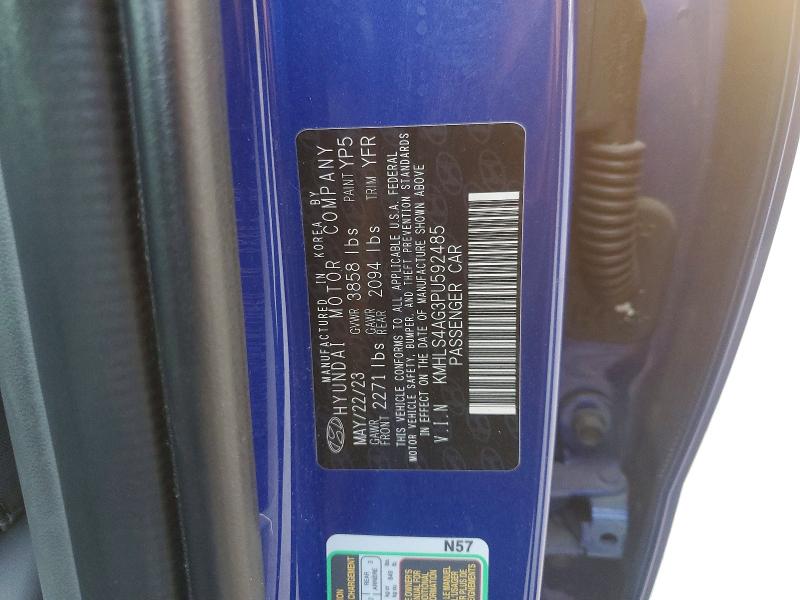 MANUFACTURED IN KOREA BY
HYUNDAI MOTOR COMPANY
MAY/22/23 GVWR 3858 lbs PAINT YP5
GAWR FRONT 2271 lbs GAWR REAR 2094 lbs TRIM YFR
THIS VEHICLE CONFORMS TO ALL APPLICABLE U.S.A. FEDERAL
MOTOR VEHICLE SAFETY, BUMPER, AND THEFT PREVENTION STANDARDS
IN EFFECT ON THE DATE OF MANUFACTURE SHOWN ABOVE
V.I.N KMHLS4AG3PU592485
PASSENGER CAR
N57
REAR
ARRIÈRE